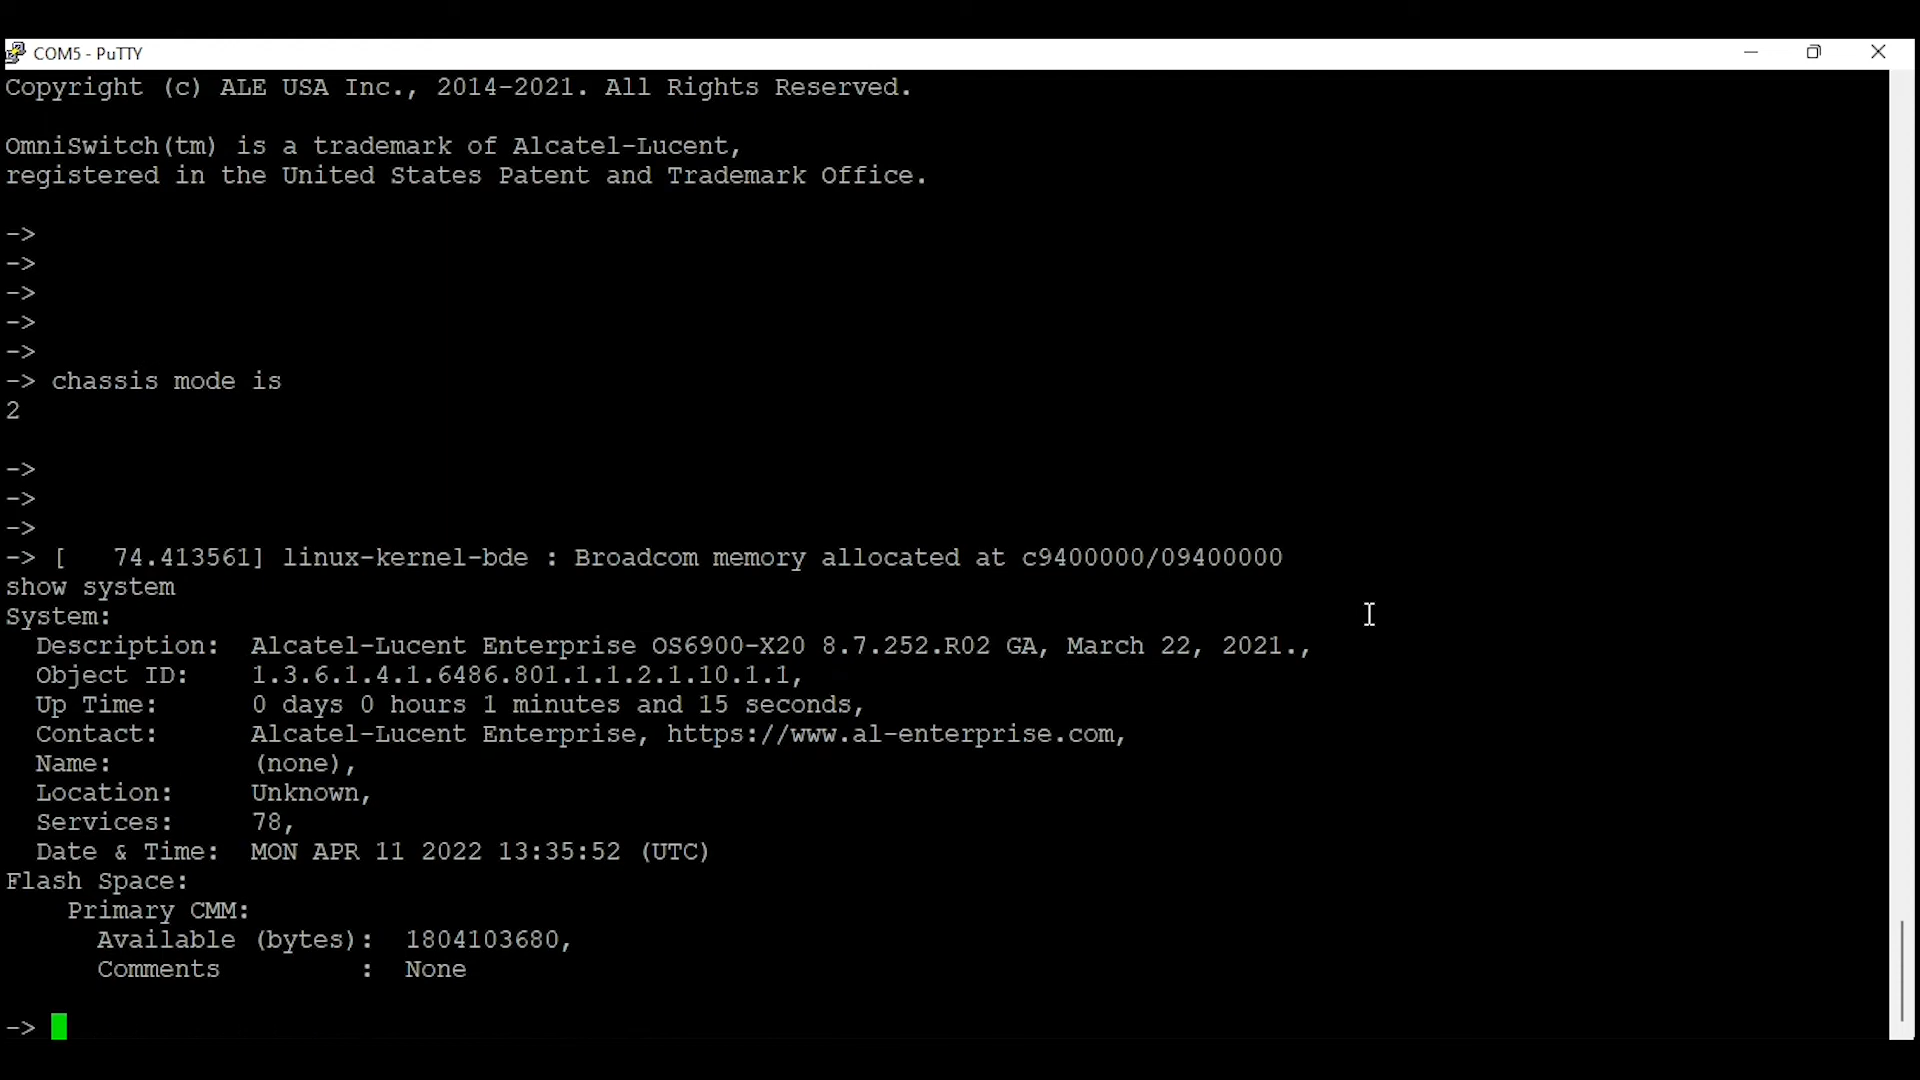 COM5 - PuTTY
Copyright (c) ALE USA Inc., 2014-2021. All Rights Reserved.
OmniSwitch(tm) is a trademark of Alcatel-Lucent,
registered in the United States Patent and Trademark Office.
->
->
->
->
->
-> chassis mode is
2
->
->
->
-> [   74.413561] linux-kernel-bde : Broadcom memory allocated at c9400000/09400000
show system
System:
  Description:  Alcatel-Lucent Enterprise OS6900-X20 8.7.252.R02 GA, March 22, 2021.,
  Object ID:    1.3.6.1.4.1.6486.801.1.1.2.1.10.1.1,
  Up Time:      0 days 0 hours 1 minutes and 15 seconds,
  Contact:      Alcatel-Lucent Enterprise, https://www.al-enterprise.com,
  Name:         (none),
  Location:     Unknown,
  Services:     78,
  Date & Time:  MON APR 11 2022 13:35:52 (UTC)
Flash Space:
    Primary CMM:
      Available (bytes):  1804103680,
      Comments         :  None
->